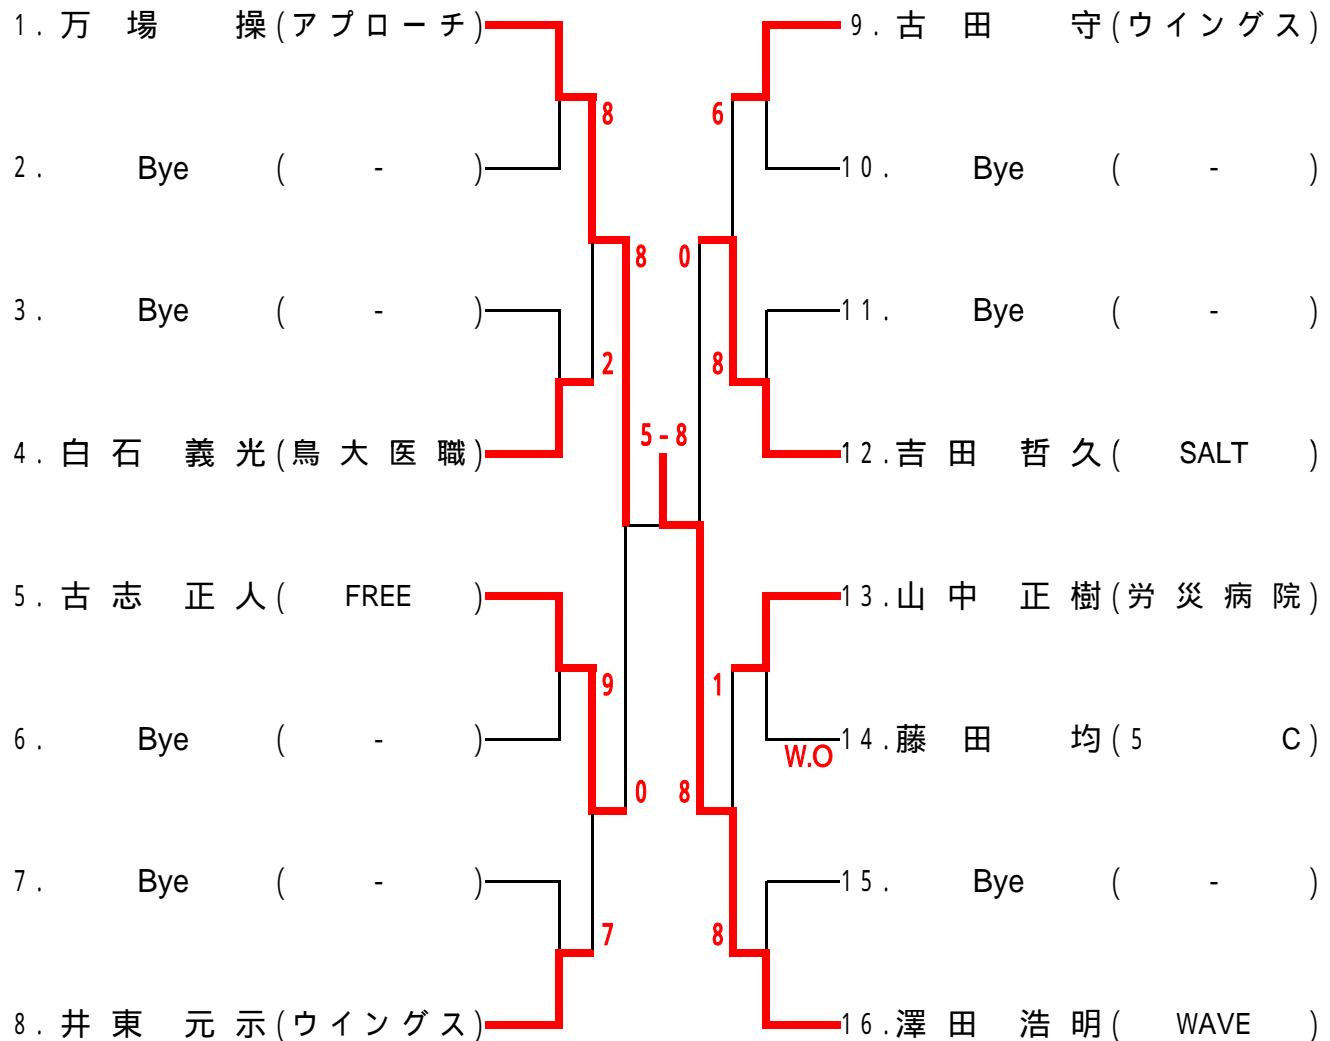 1. 万場 操(アプローチ)
9. 古田 守(ウイングス)
8
6
2. Bye ( - )
10. Bye ( - )
8
0
3. Bye ( - )
11. Bye ( - )
2
8
5-8
4. 白石 義光(鳥大医職)
12. 吉田 哲久( SALT )
5. 古志 正人( FREE )
13. 山中 正樹(労災病院)
9
1
6. Bye ( - )
14. 藤田 均(5 C)
W.O
0
8
7. Bye ( - )
15. Bye ( - )
7
8
8. 井東 元示(ウイングス)
16. 澤田 浩明( WAVE )